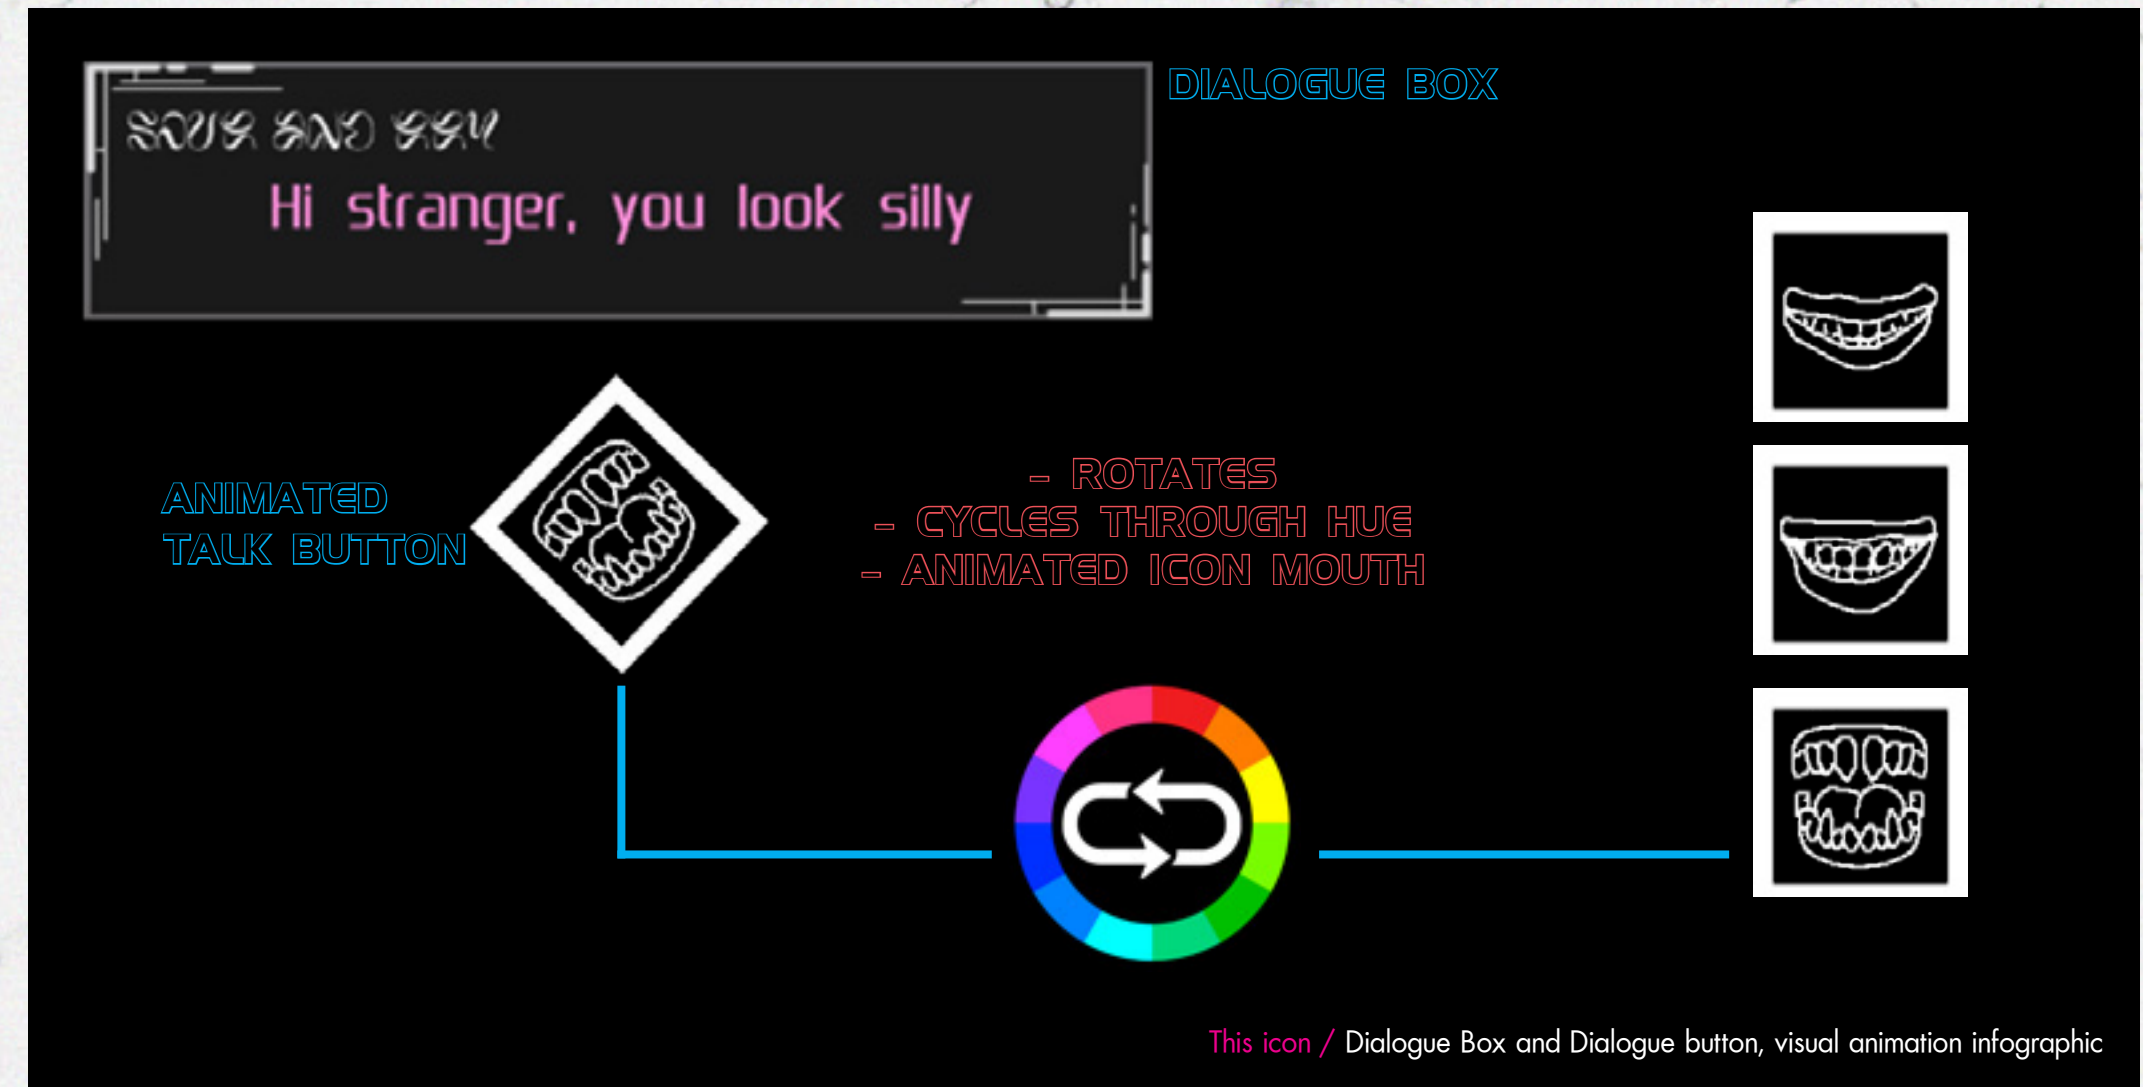 DIALOGUE BOX
Hi stranger, you look silly
ANIMATED
TALK BUTTON
- ROTATES
- CYCLES THROUGH HUE
- ANIMATED ICON MOUTH
This icon / Dialogue Box and Dialogue button, visual animation infographic